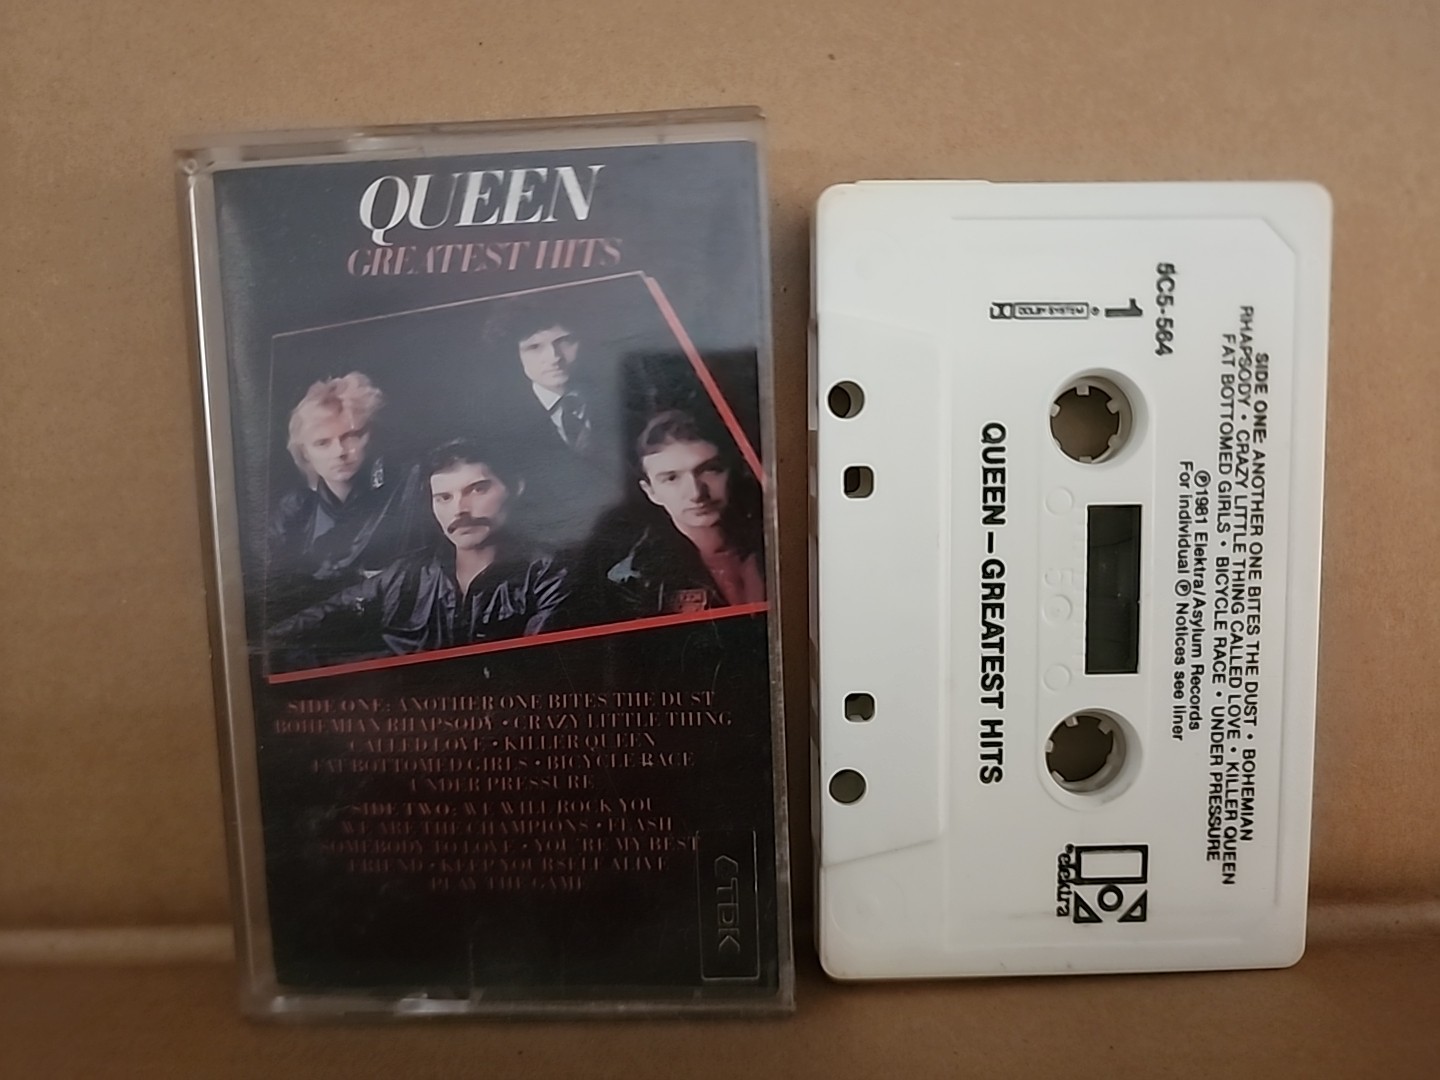 QUEEN
GREATEST HITS
SIDE ONE: ANOTHER ONE BITES THE DUST
BOHEMIAN RHAPSODY • CRAZY LITTLE THING
CALLED LOVE • KILLER QUEEN
FAT BOTTOMED GIRLS • BICYCLE RACE
UNDER PRESSURE
SIDE TWO: WE WILL ROCK YOU
WE ARE THE CHAMPIONS • FLASH
SOMEBODY TO LOVE • YOU'RE MY BEST
FRIEND • KEEP YOURSELF ALIVE
PLAY THE GAME
TDK
SIDE ONE: ANOTHER ONE BITES THE DUST • BOHEMIAN
RHAPSODY • CRAZY LITTLE THING CALLED LOVE • KILLER QUEEN
FAT BOTTOMED GIRLS • BICYCLE RACE • UNDER PRESSURE
℗1981 Elektra/Asylum Records
For individual ℗ Notices see liner
5C5-564
1
DOLBY SYSTEM ®
QUEEN—GREATEST HITS
elektra